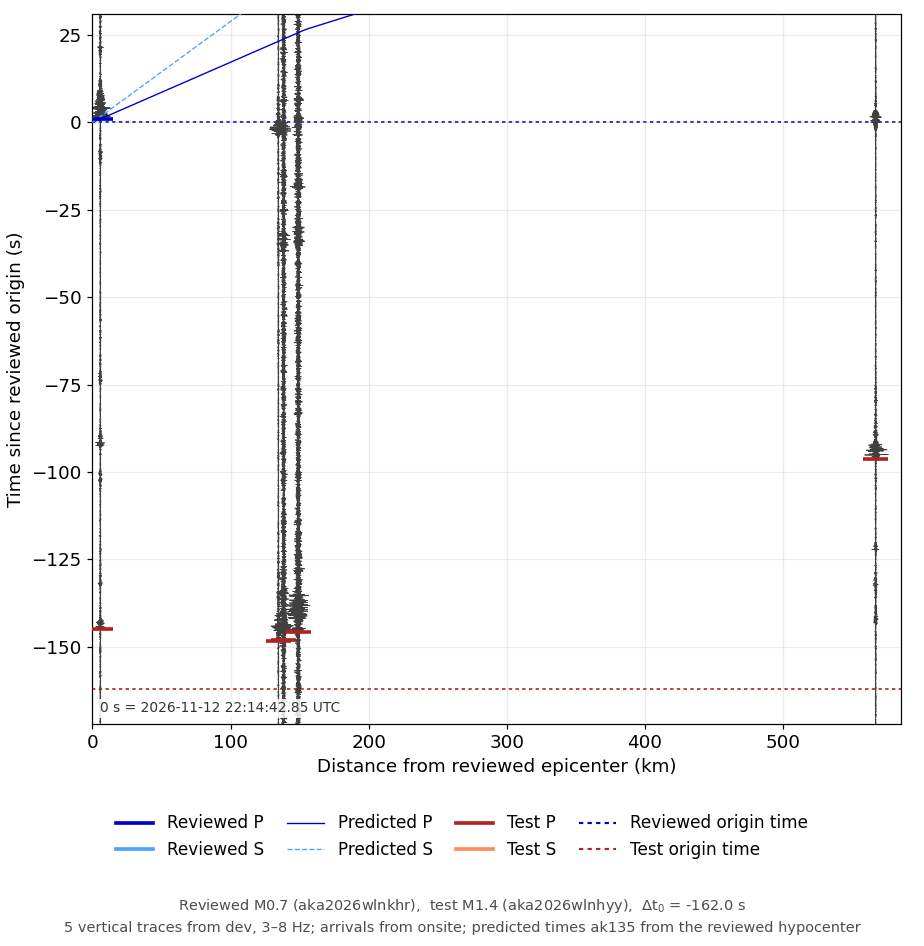 25
0
−25
−50
−75
−100
−125
−150
Time since reviewed origin (s)
0 s = 2026-11-12 22:14:42.85 UTC
0 100 200 300 400 500
Distance from reviewed epicenter (km)
Reviewed P Predicted P Test P Reviewed origin time
Reviewed S Predicted S Test S Test origin time
Reviewed M0.7 (aka2026wlnkhr), test M1.4 (aka2026wlnhyy), Δt₀ = -162.0 s
5 vertical traces from dev, 3–8 Hz; arrivals from onsite; predicted times ak135 from the reviewed hypocenter